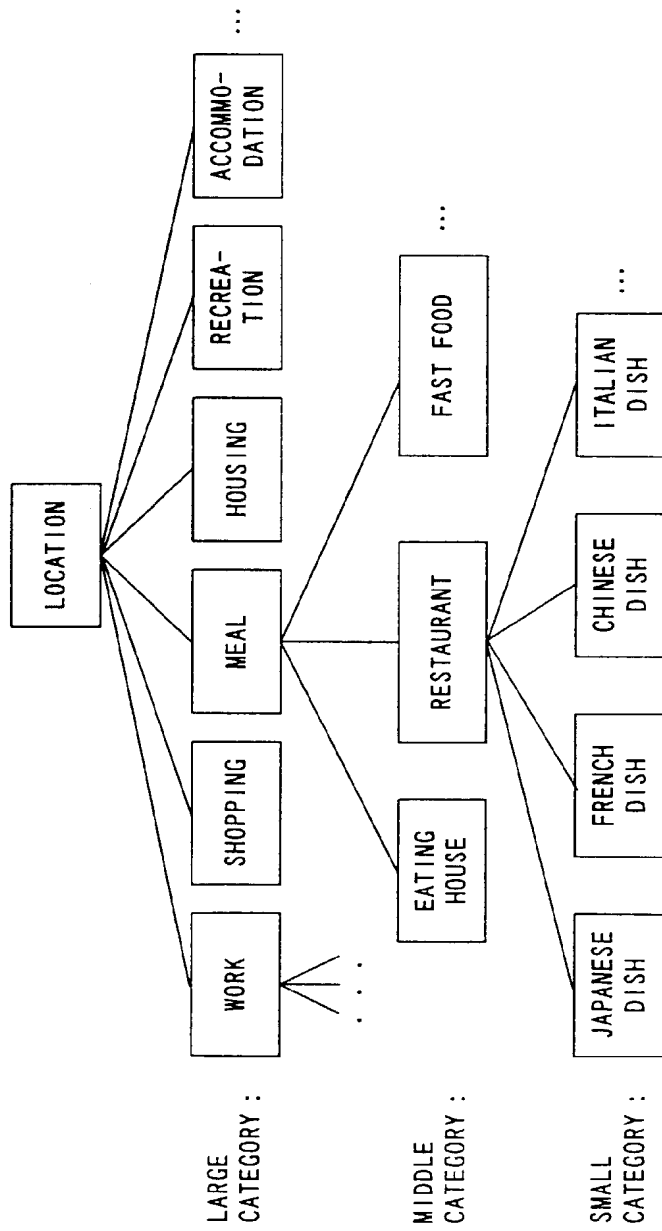 LOCATION
LARGE
CATEGORY:
WORK
SHOPPING
MEAL
HOUSING
RECREA-
TION
ACCOMMO-
DATION
...
...
MIDDLE
CATEGORY:
EATING
HOUSE
RESTAURANT
FAST FOOD
...
SMALL
CATEGORY:
JAPANESE
DISH
FRENCH
DISH
CHINESE
DISH
ITALIAN
DISH
...